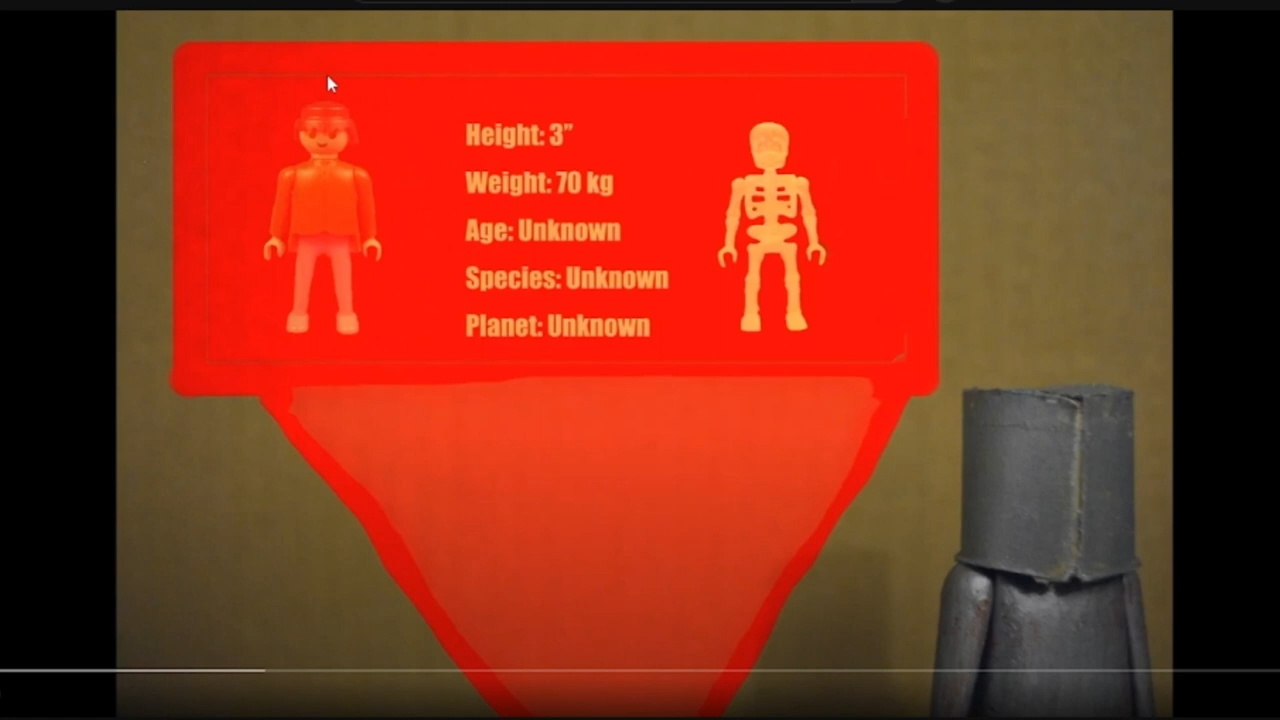 Height: 3”
Weight: 70 kg
Age: Unknown
Species: Unknown
Planet: Unknown